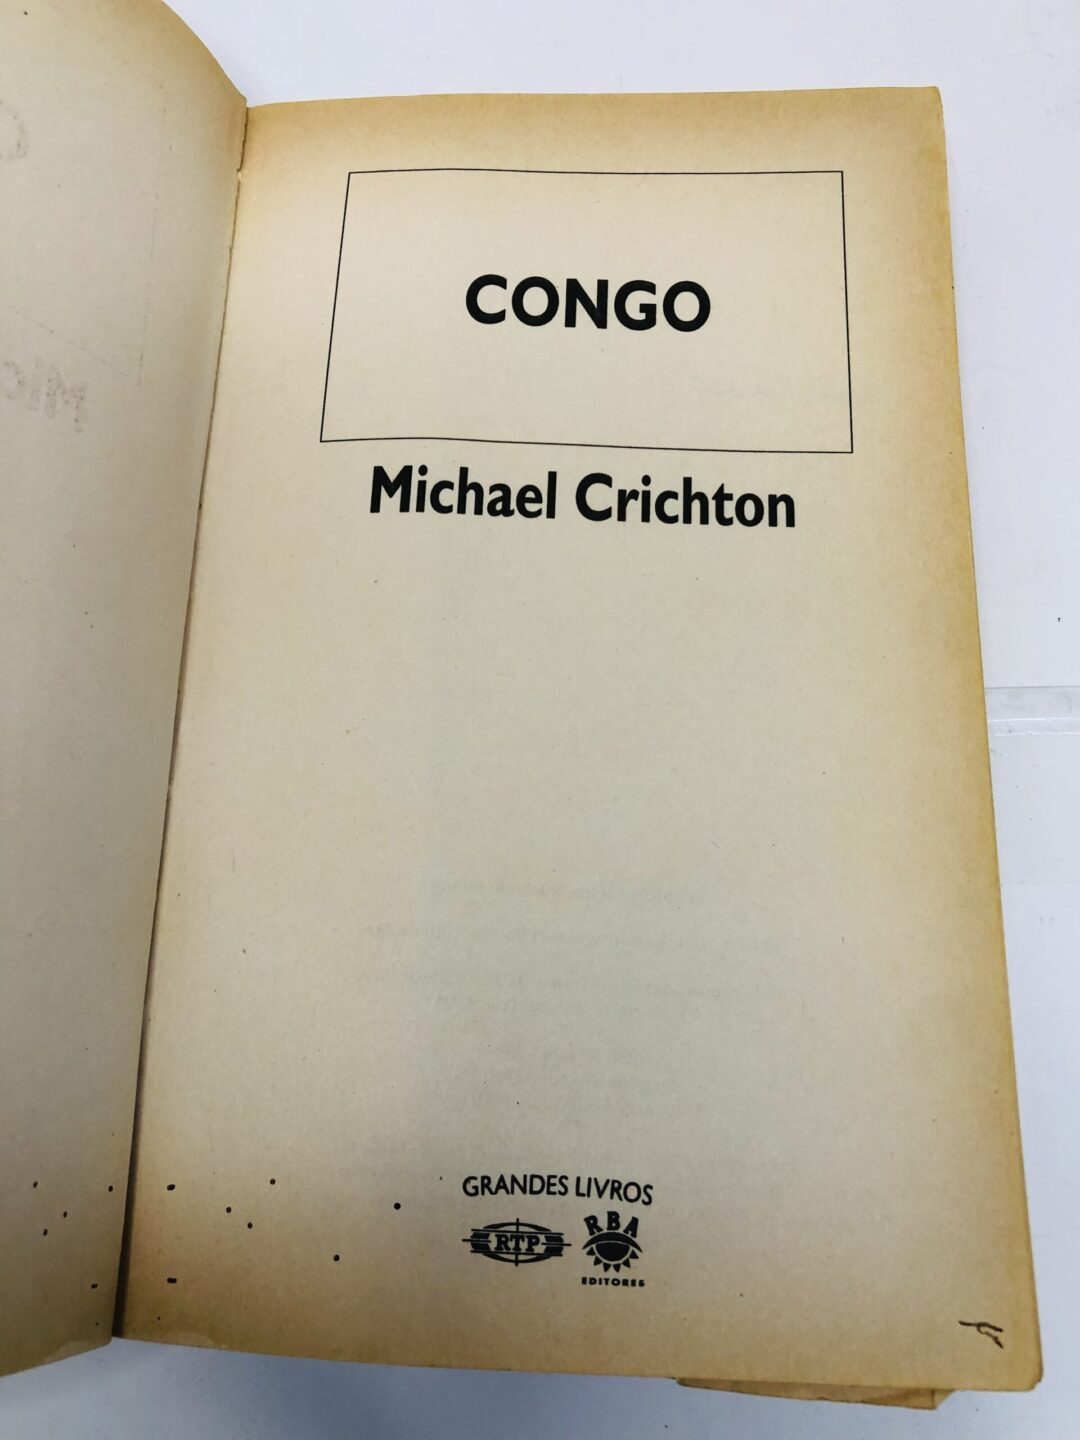 CONGO
Michael Crichton
GRANDES LIVROS
RTP
RBA
EDITORES